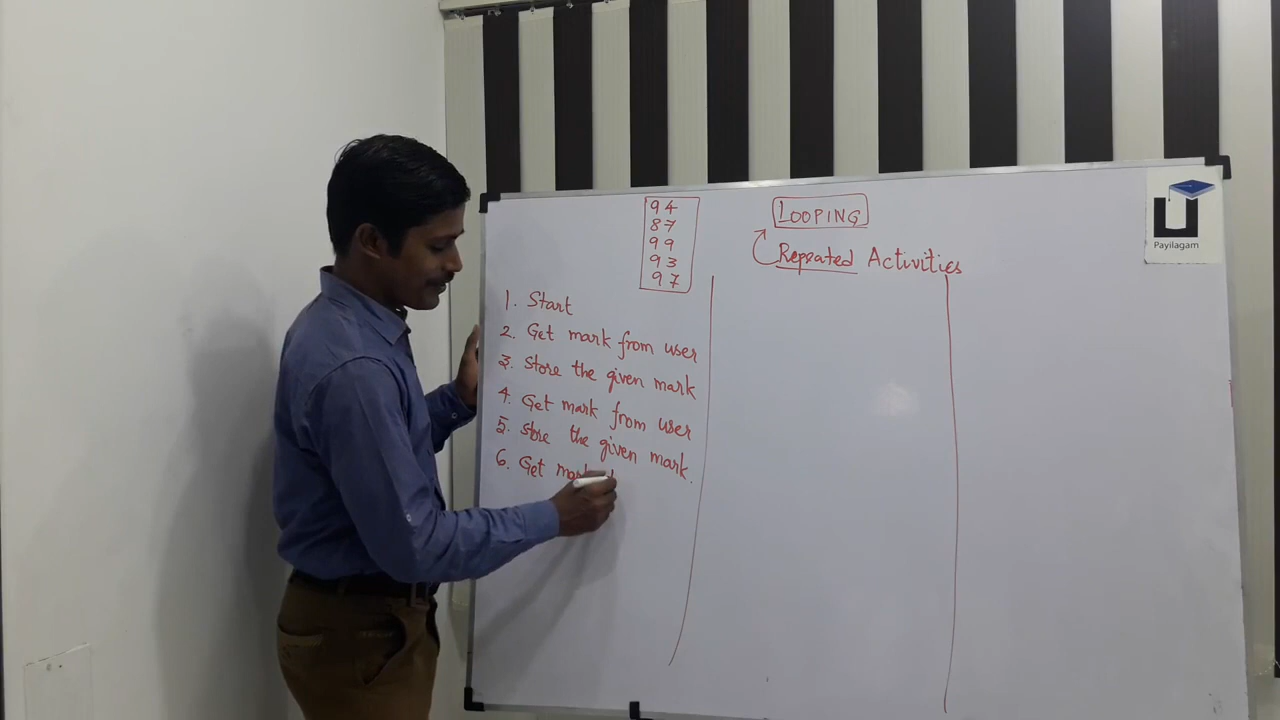 94
87
99
93
97
LOOPING
Repeated Activities
Payilagam
1. Start
2. Get mark from user
3. Store the given mark
4. Get mark from user
5. Store the given mark.
6. Get mark